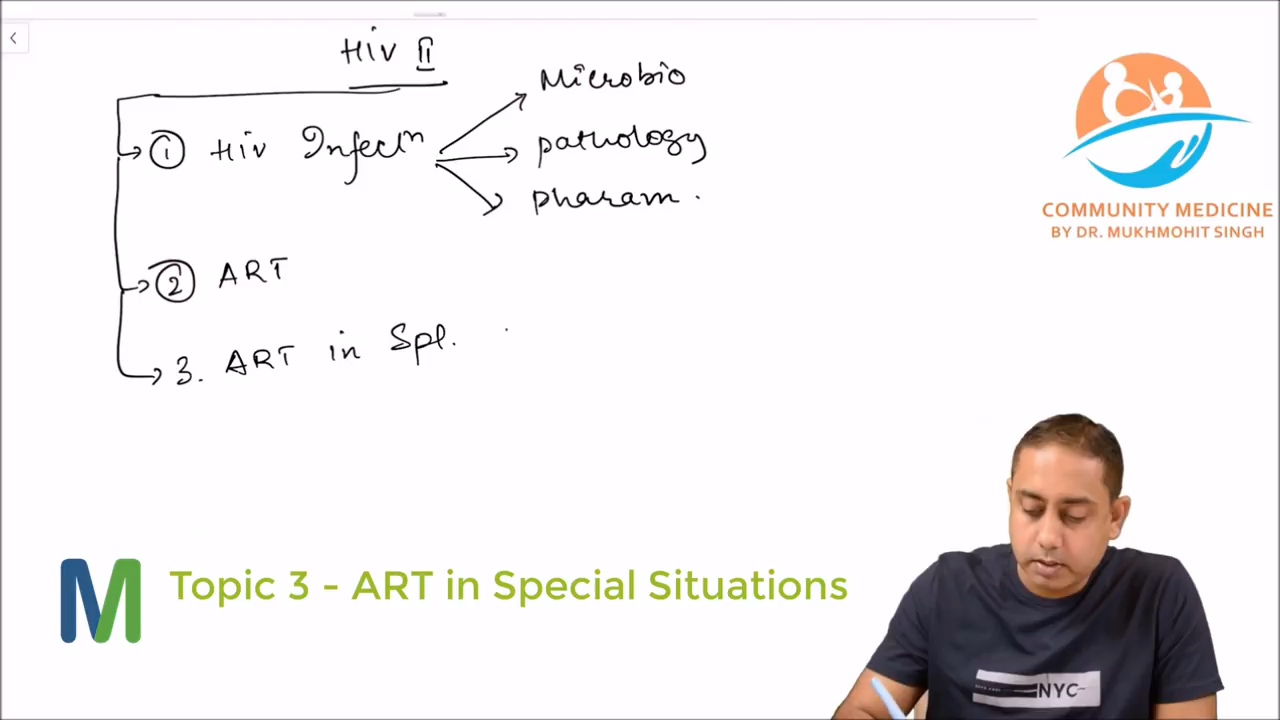 HIV II
① HIV Infectn
Microbio
pathology
pharam.
② ART
3. ART in Spl.
COMMUNITY MEDICINE
BY DR. MUKHMOHIT SINGH
M Topic 3 - ART in Special Situations
NYC